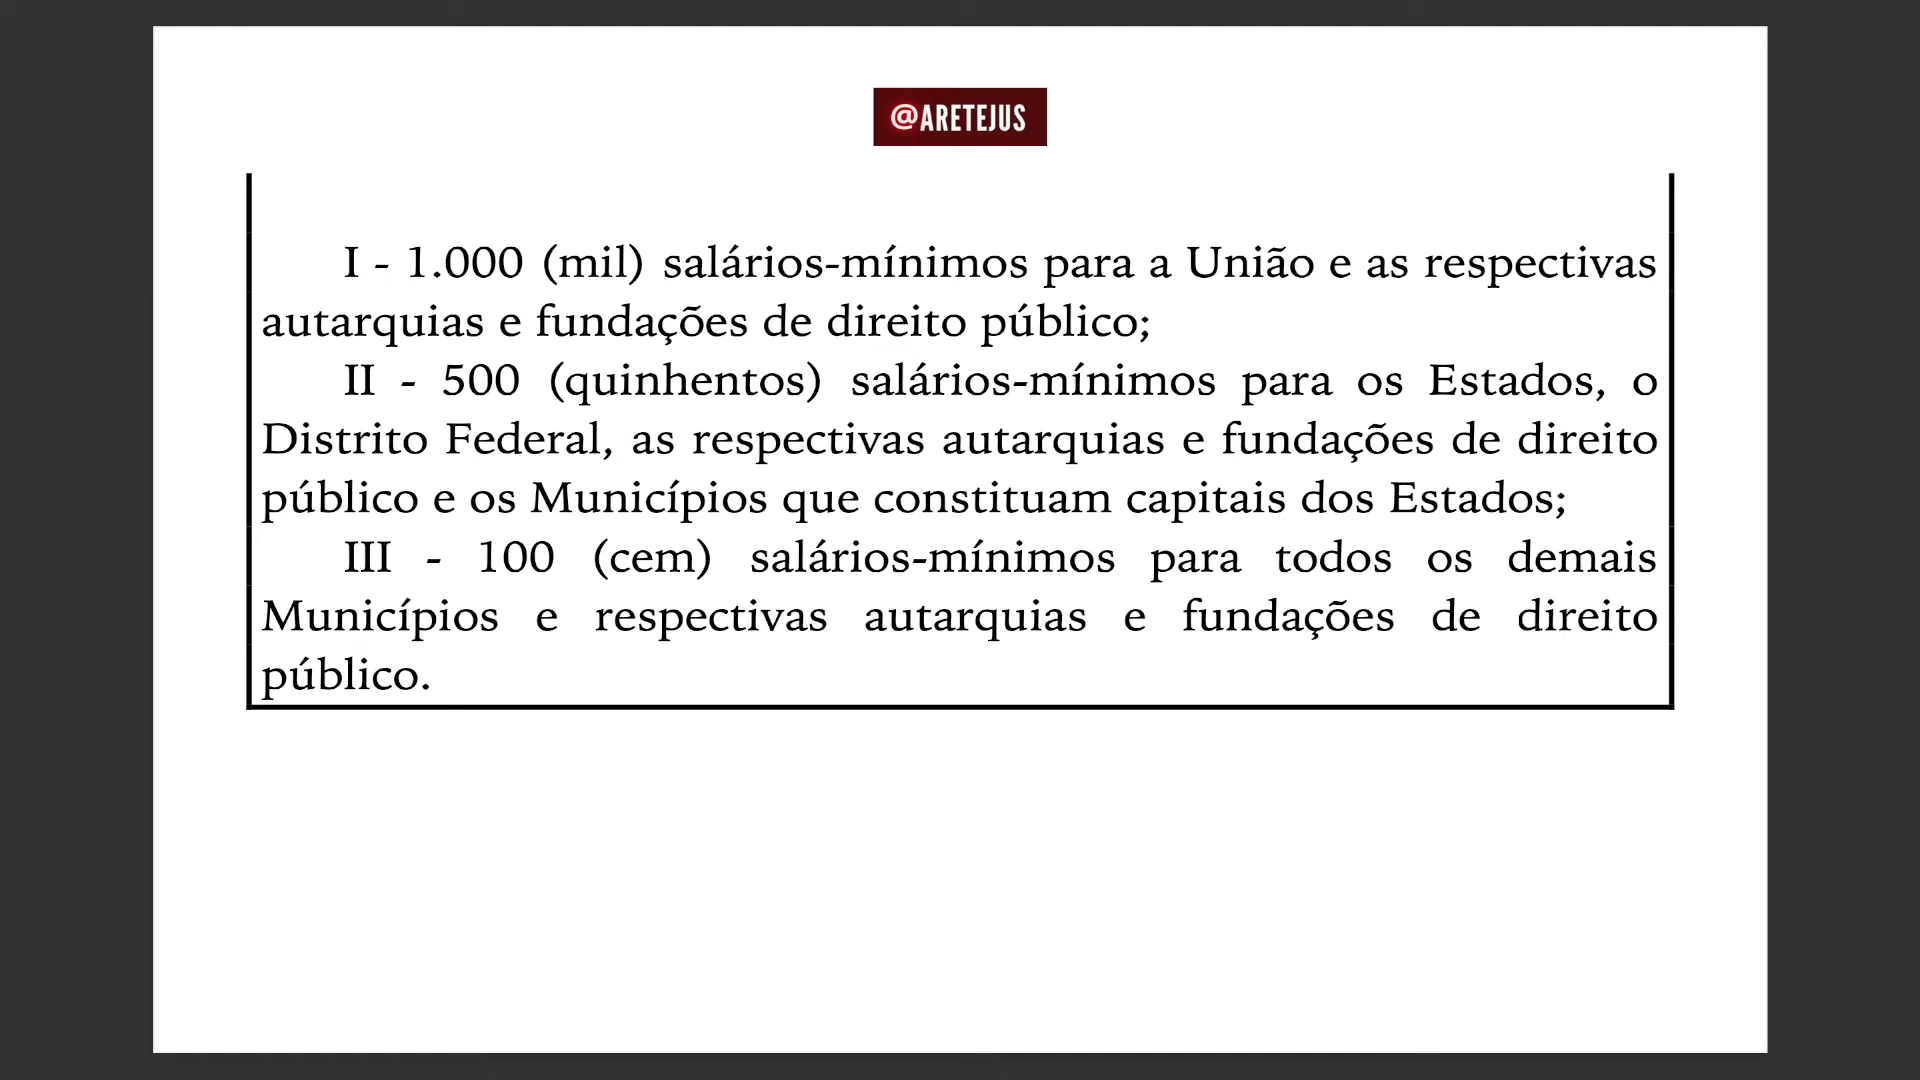 @ARETEJUS
I - 1.000 (mil) salários-mínimos para a União e as respectivas
autarquias e fundações de direito público;
II - 500 (quinhentos) salários-mínimos para os Estados, o
Distrito Federal, as respectivas autarquias e fundações de direito
público e os Municípios que constituam capitais dos Estados;
III - 100 (cem) salários-mínimos para todos os demais
Municípios e respectivas autarquias e fundações de direito
público.